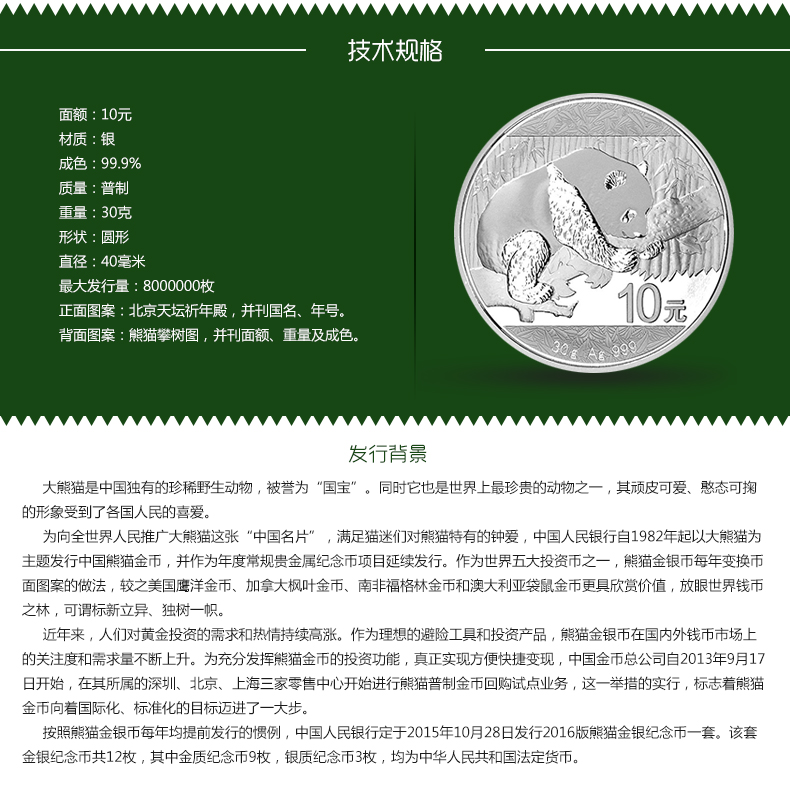 技术规格
面额：10元
材质：银
成色：99.9%
质量：普制
重量：30克
形状：圆形
直径：40毫米
最大发行量：8000000枚
正面图案：北京天坛祈年殿，并刊国名、年号。
背面图案：熊猫攀树图，并刊面额、重量及成色。
10元
30g Ag .999
发行背景
大熊猫是中国独有的珍稀野生动物，被誉为“国宝”。同时它也是世界上最珍贵的动物之一，其顽皮可爱、憨态可掬
的形象受到了各国人民的喜爱。
为向全世界人民推广大熊猫这张“中国名片”，满足猫迷们对熊猫特有的钟爱，中国人民银行自1982年起以大熊猫为
主题发行中国熊猫金币，并作为年度常规贵金属纪念币项目延续发行。作为世界五大投资币之一，熊猫金银币每年变换币
面图案的做法，较之美国鹰洋金币、加拿大枫叶金币、南非福格林金币和澳大利亚袋鼠金币更具欣赏价值，放眼世界钱币
之林，可谓标新立异、独树一帜。
近年来，人们对黄金投资的需求和热情持续高涨。作为理想的避险工具和投资产品，熊猫金银币在国内外钱币市场上
的关注度和需求量不断上升。为充分发挥熊猫金币的投资功能，真正实现方便快捷变现，中国金币总公司自2013年9月17
日开始，在其所属的深圳、北京、上海三家零售中心开始进行熊猫普制金币回购试点业务，这一举措的实行，标志着熊猫
金币向着国际化、标准化的目标迈进了一大步。
按照熊猫金银币每年均提前发行的惯例，中国人民银行定于2015年10月28日发行2016版熊猫金银纪念币一套。该套
金银纪念币共12枚，其中金质纪念币9枚，银质纪念币3枚，均为中华人民共和国法定货币。